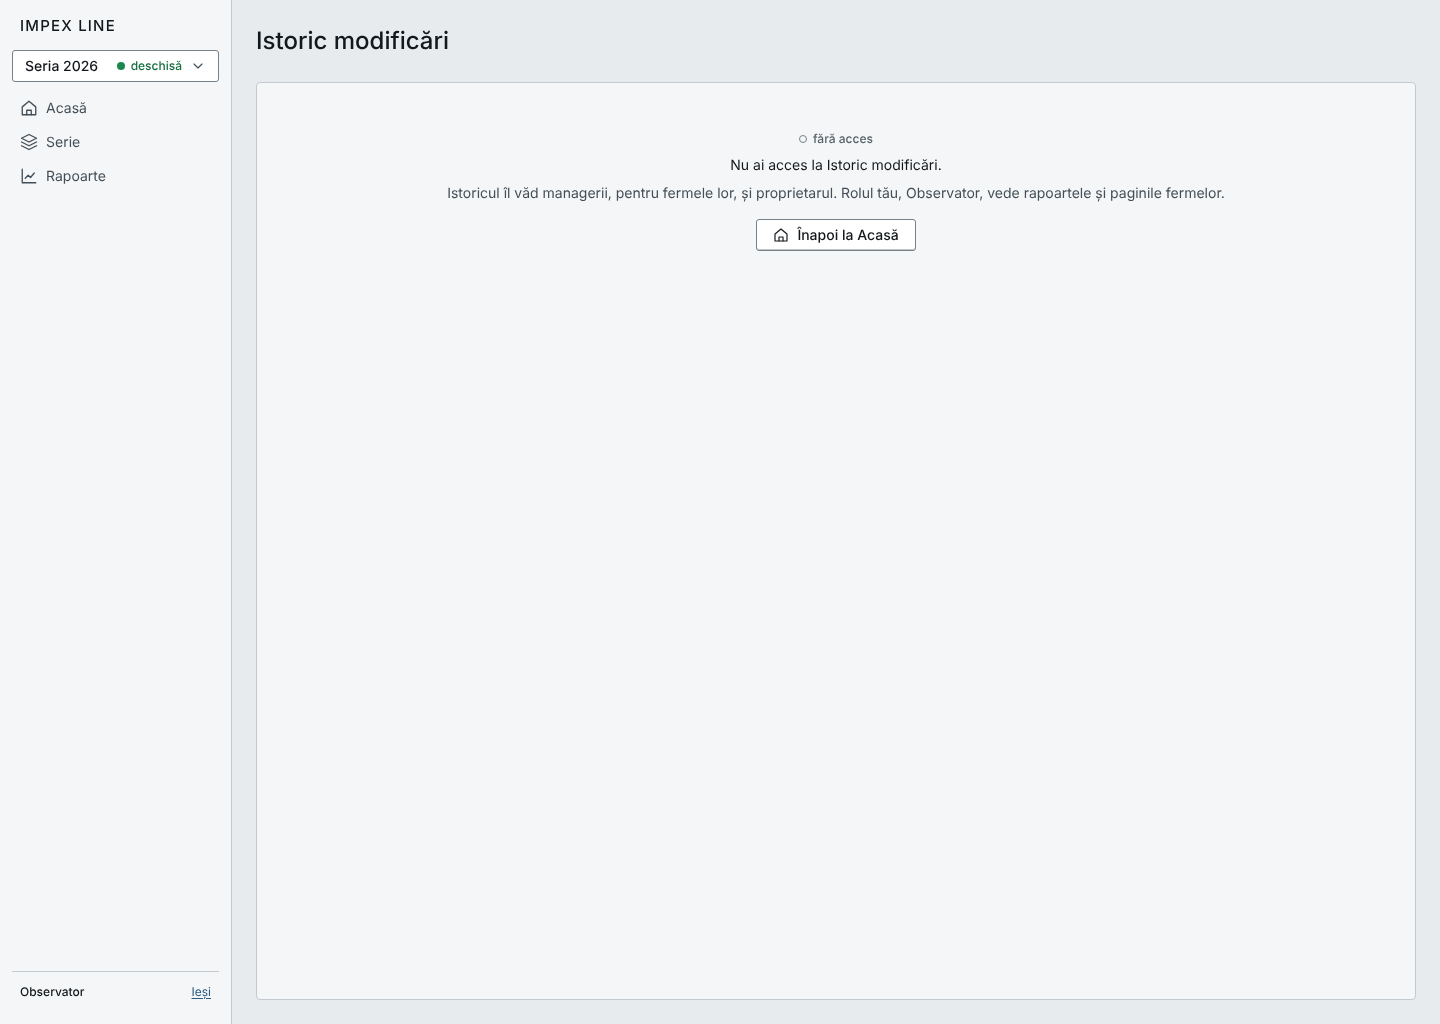 IMPEX LINE
Seria 2026 deschisă
Acasă
Serie
Rapoarte
Observator Ieși
Istoric modificări
fără acces
Nu ai acces la Istoric modificări.
Istoricul îl văd managerii, pentru fermele lor, și proprietarul. Rolul tău, Observator, vede rapoartele și paginile fermelor.
Înapoi la Acasă